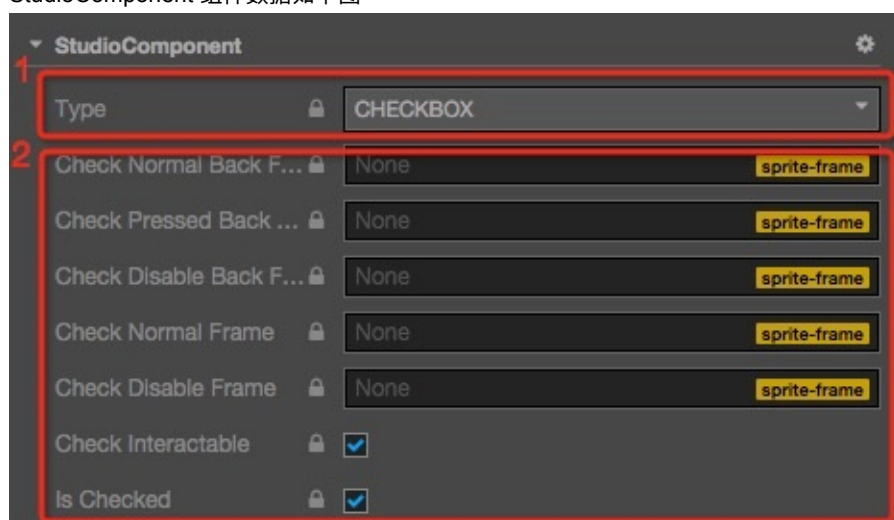 StudioComponent
1
Type CHECKBOX
2
Check Normal Back F... None sprite-frame
Check Pressed Back ... None sprite-frame
Check Disable Back F... None sprite-frame
Check Normal Frame None sprite-frame
Check Disable Frame None sprite-frame
Check Interactable
Is Checked